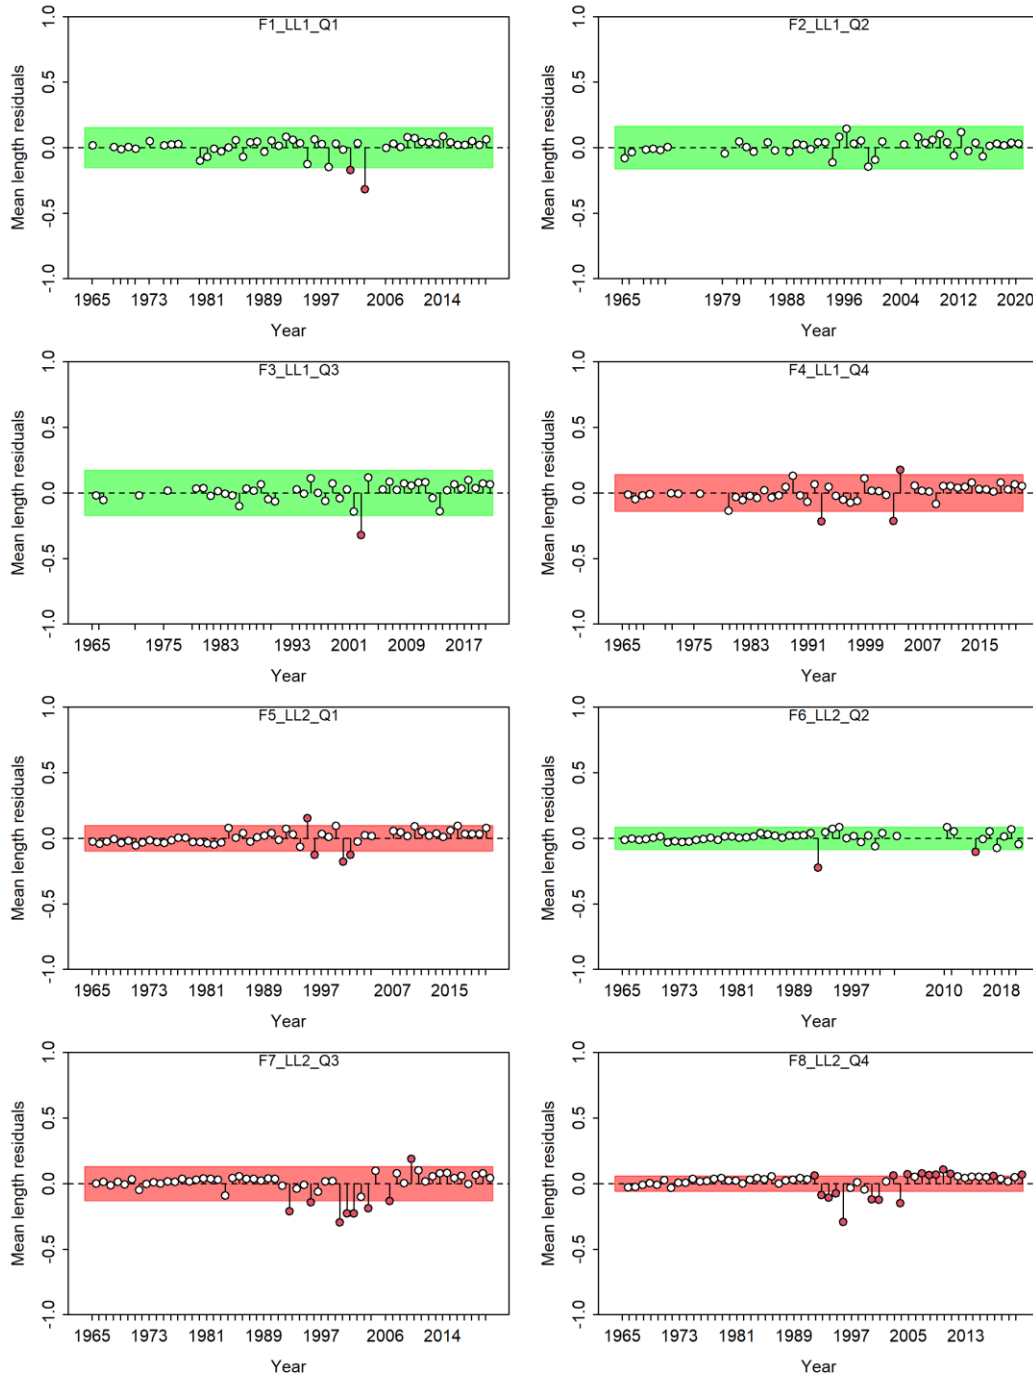 F1_LL1_Q1
Mean length residuals
1.0
0.5
0.0
-0.5
-1.0
1965 1973 1981 1989 1997 2006 2014
Year
F2_LL1_Q2
Mean length residuals
1.0
0.5
0.0
-0.5
-1.0
1965 1979 1988 1996 2004 2012 2020
Year
F3_LL1_Q3
Mean length residuals
1.0
0.5
0.0
-0.5
-1.0
1965 1975 1983 1993 2001 2009 2017
Year
F4_LL1_Q4
Mean length residuals
1.0
0.5
0.0
-0.5
-1.0
1965 1975 1983 1991 1999 2007 2015
Year
F5_LL2_Q1
Mean length residuals
1.0
0.5
0.0
-0.5
-1.0
1965 1973 1981 1989 1997 2007 2015
Year
F6_LL2_Q2
Mean length residuals
1.0
0.5
0.0
-0.5
-1.0
1965 1973 1981 1989 1997 2010 2018
Year
F7_LL2_Q3
Mean length residuals
1.0
0.5
0.0
-0.5
-1.0
1965 1973 1981 1989 1997 2006 2014
Year
F8_LL2_Q4
Mean length residuals
1.0
0.5
0.0
-0.5
-1.0
1965 1973 1981 1989 1997 2005 2013
Year